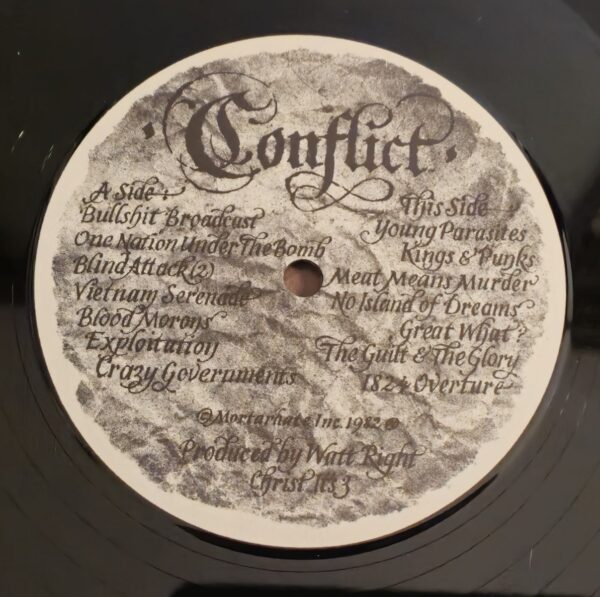 · Conflict ·
A Side +
Bullshit Broadcast
One Nation Under The Bomb
Blind Attack (2)
Vietnam Serenade
Blood Morons
Exploitation
Crazy Governments
This Side
Young Parasites
Kings & Punks
Meat Means Murder
No Island of Dreams
Great What?
The Guilt & The Glory
1824 Overture
©Mortarhate Inc. 1982℗
Produced by Watt Right
Christ Its 3